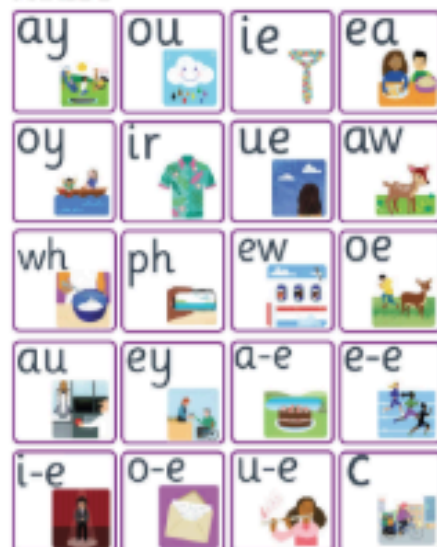 ay ou ie ea
oy ir ue aw
wh ph ew oe
au ey a-e e-e
i-e o-e u-e c